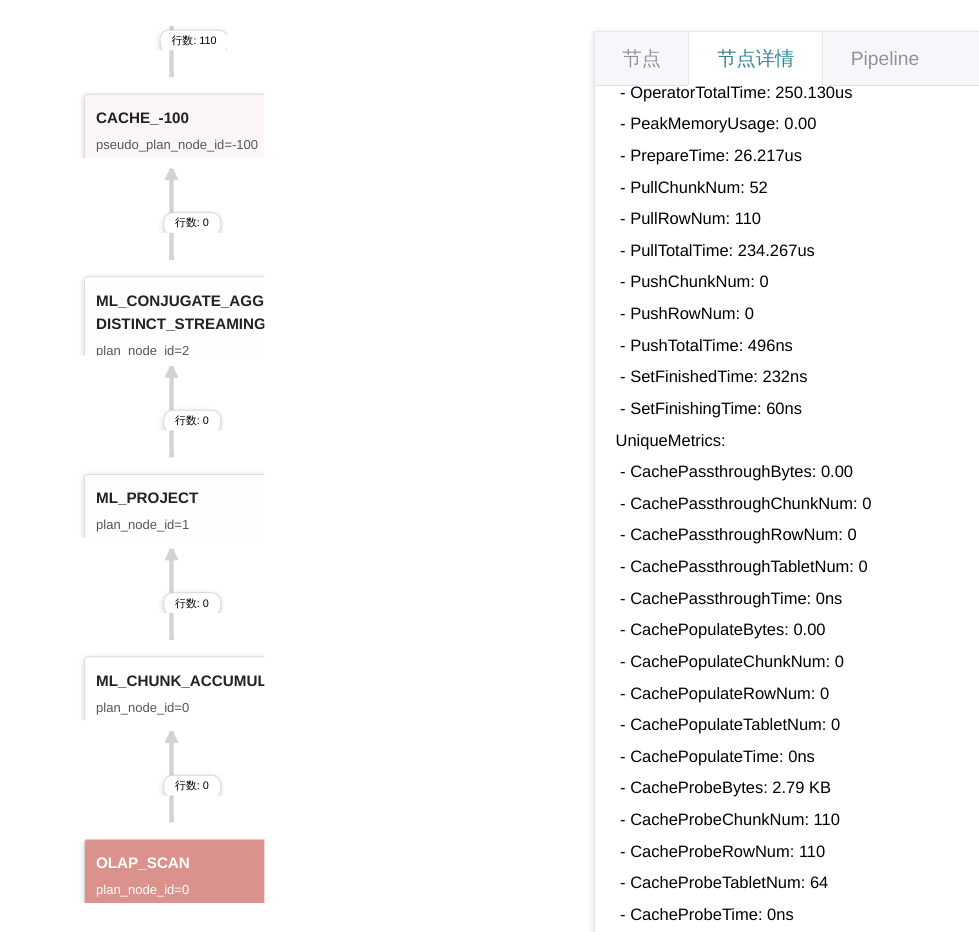 行数: 110
CACHE_-100
pseudo_plan_node_id=-100
行数: 0
ML_CONJUGATE_AGG
DISTINCT_STREAMING
plan_node_id=2
行数: 0
ML_PROJECT
plan_node_id=1
行数: 0
ML_CHUNK_ACCUMUL
plan_node_id=0
行数: 0
OLAP_SCAN
plan_node_id=0
节点 节点详情 Pipeline
- OperatorTotalTime: 250.130us
- PeakMemoryUsage: 0.00
- PrepareTime: 26.217us
- PullChunkNum: 52
- PullRowNum: 110
- PullTotalTime: 234.267us
- PushChunkNum: 0
- PushRowNum: 0
- PushTotalTime: 496ns
- SetFinishedTime: 232ns
- SetFinishingTime: 60ns
UniqueMetrics:
- CachePassthroughBytes: 0.00
- CachePassthroughChunkNum: 0
- CachePassthroughRowNum: 0
- CachePassthroughTabletNum: 0
- CachePassthroughTime: 0ns
- CachePopulateBytes: 0.00
- CachePopulateChunkNum: 0
- CachePopulateRowNum: 0
- CachePopulateTabletNum: 0
- CachePopulateTime: 0ns
- CacheProbeBytes: 2.79 KB
- CacheProbeChunkNum: 110
- CacheProbeRowNum: 110
- CacheProbeTabletNum: 64
- CacheProbeTime: 0ns